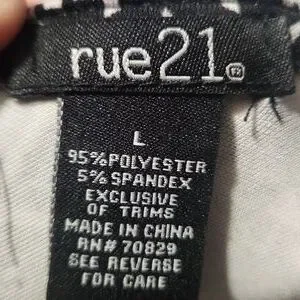 rue21®
L
95%POLYESTER
5% SPANDEX
EXCLUSIVE
OF TRIMS
MADE IN CHINA
RN# 70829
SEE REVERSE
FOR CARE